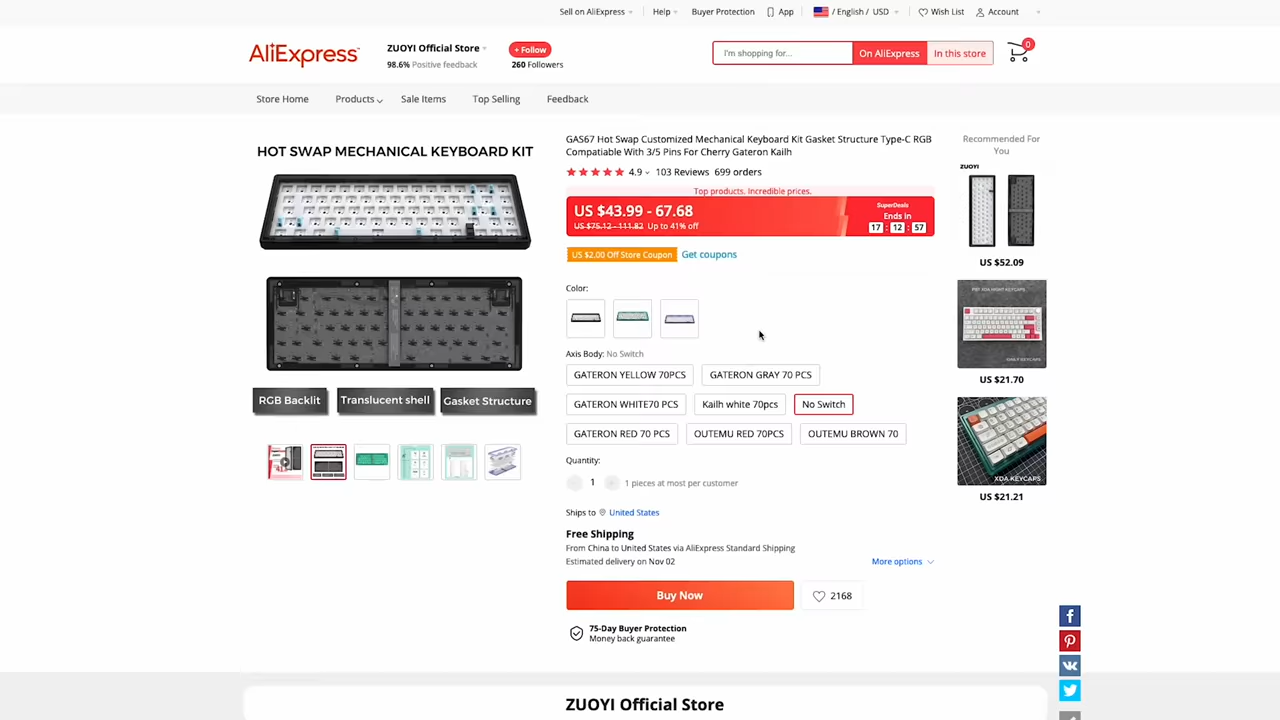 Sell on AliExpress
Help
Buyer Protection
App
/ English / USD
Wish List
Account
AliExpress
ZUOYI Official Store
98.6% Positive feedback
+ Follow
260 Followers
I'm shopping for...
On AliExpress
In this store
0
Store Home
Products
Sale Items
Top Selling
Feedback
HOT SWAP MECHANICAL KEYBOARD KIT
RGB Backlit
Translucent shell
Gasket Structure
GAS67 Hot Swap Customized Mechanical Keyboard Kit Gasket Structure Type-C RGB
Compatiable With 3/5 Pins For Cherry Gateron Kailh
4.9
103 Reviews
699 orders
Top products. Incredible prices.
US $43.99 - 67.68
US $75.12 - 111.82 Up to 41% off
SuperDeals
Ends in
17 : 12 : 57
US $2.00 Off Store Coupon
Get coupons
Color:
Axis Body: No Switch
GATERON YELLOW 70PCS
GATERON GRAY 70 PCS
GATERON WHITE70 PCS
Kailh white 70pcs
No Switch
GATERON RED 70 PCS
OUTEMU RED 70PCS
OUTEMU BROWN 70
Quantity:
1
1 pieces at most per customer
Ships to
United States
Free Shipping
From China to United States via AliExpress Standard Shipping
Estimated delivery on Nov 02
More options
Buy Now
2168
75-Day Buyer Protection
Money back guarantee
Recommended For
You
ZUOYI
US $52.09
US $21.70
XDA KEYCAPS
US $21.21
ZUOYI Official Store